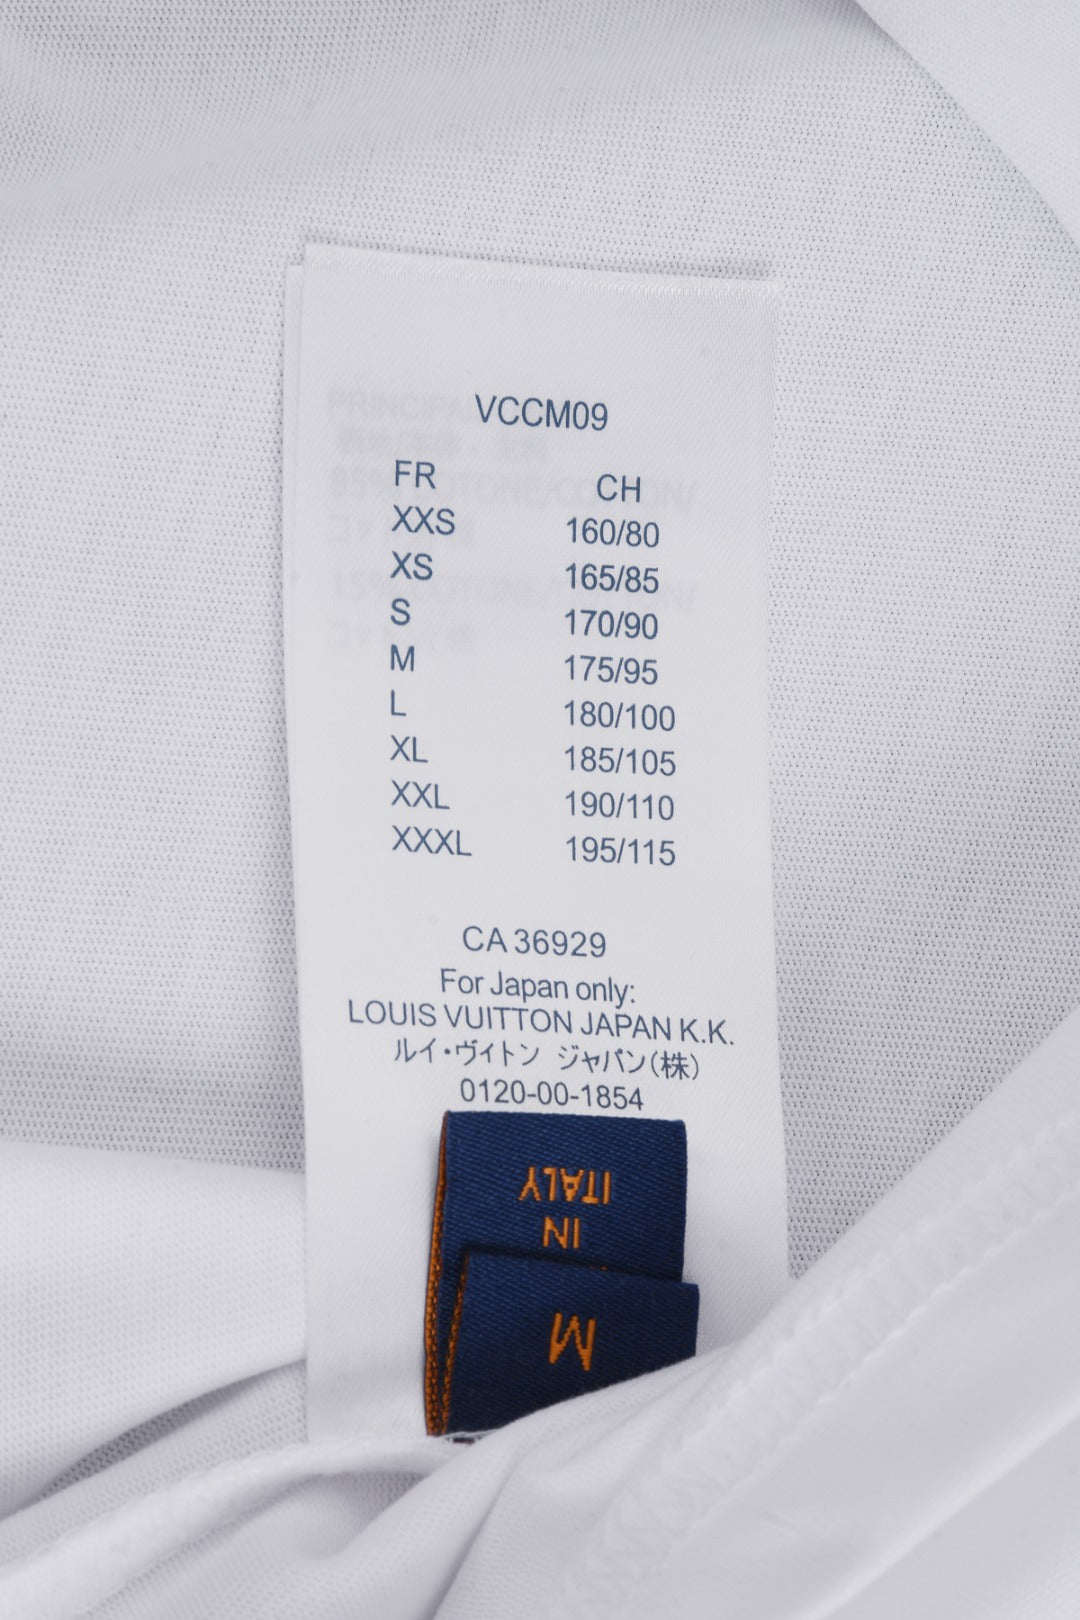 VCCM09
FR CH
XXS 160/80
XS 165/85
S 170/90
M 175/95
L 180/100
XL 185/105
XXL 190/110
XXXL 195/115
CA 36929
For Japan only:
LOUIS VUITTON JAPAN K.K.
ルイ・ヴィトン ジャパン(株)
0120-00-1854
ITALY
IN
M